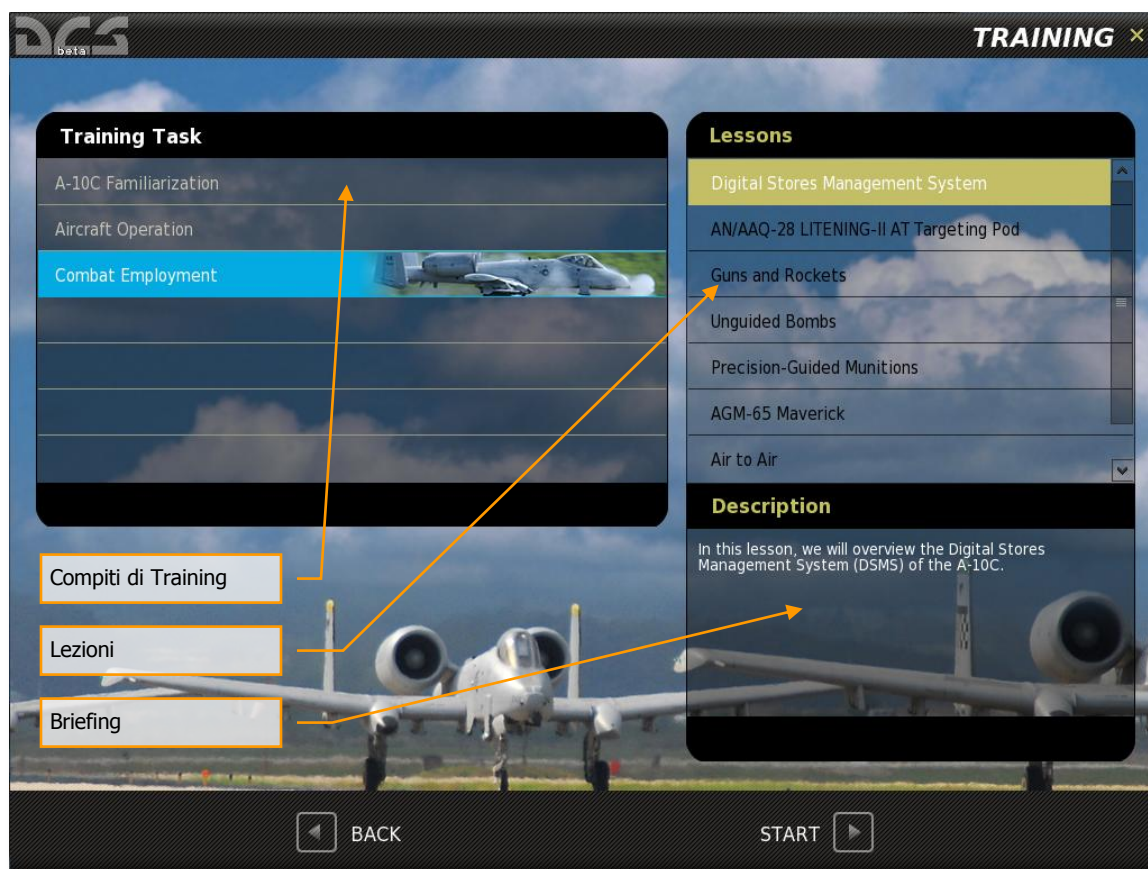 DCS
beta
TRAINING
Training Task
A-10C Familiarization
Aircraft Operation
Combat Employment
Lessons
Digital Stores Management System
AN/AAQ-28 LITENING-II AT Targeting Pod
Guns and Rockets
Unguided Bombs
Precision-Guided Munitions
AGM-65 Maverick
Air to Air
Description
In this lesson, we will overview the Digital Stores
Management System (DSMS) of the A-10C.
Compiti di Training
Lezioni
Briefing
BACK
START